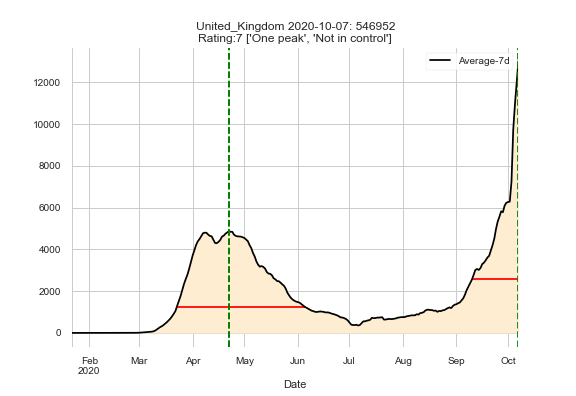 United_Kingdom 2020-10-07: 546952
Rating:7 ['One peak', 'Not in control']
Average-7d
12000
10000
8000
6000
4000
2000
0
Feb Mar Apr May Jun Jul Aug Sep Oct
2020
Date